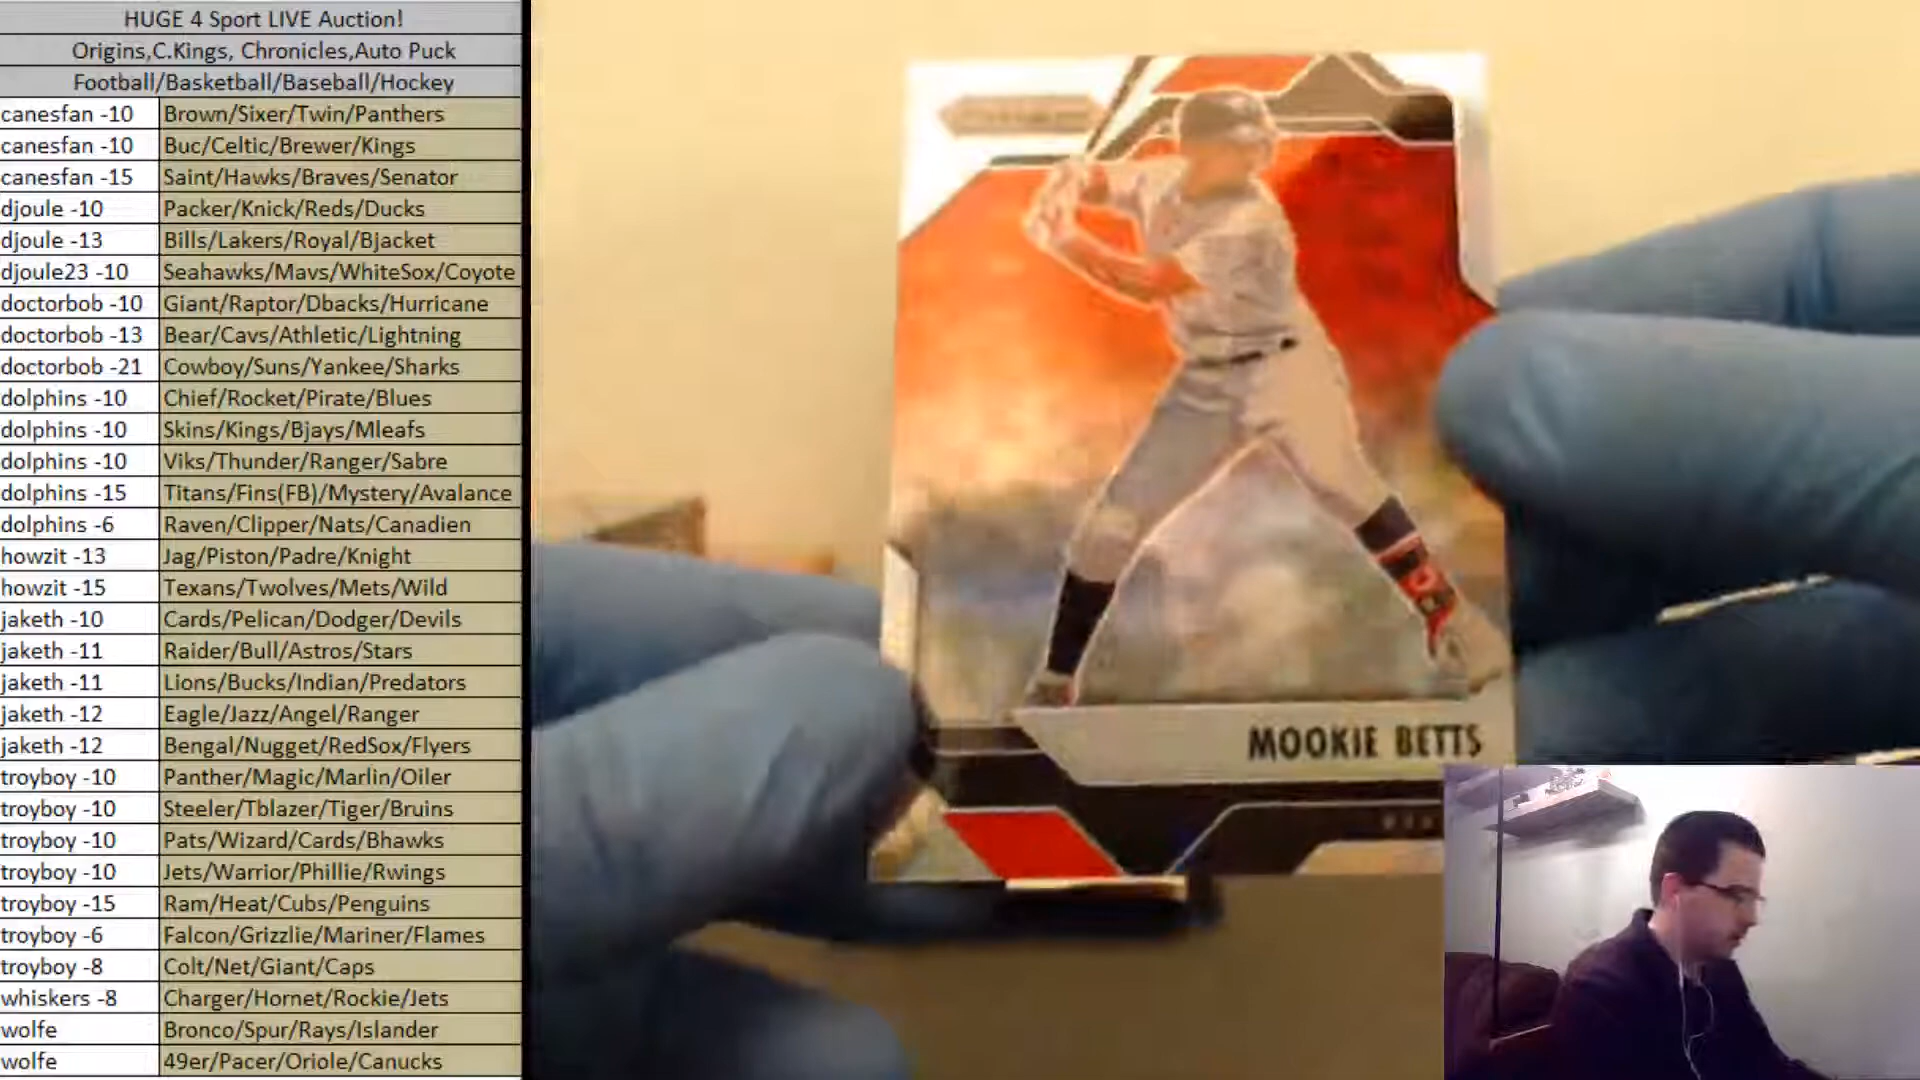 HUGE 4 Sport LIVE Auction!
Origins,C.Kings, Chronicles,Auto Puck
Football/Basketball/Baseball/Hockey
canesfan -10 Brown/Sixer/Twin/Panthers
canesfan -10 Buc/Celtic/Brewer/Kings
canesfan -15 Saint/Hawks/Braves/Senator
djoule -10 Packer/Knick/Reds/Ducks
djoule -13 Bills/Lakers/Royal/Bjacket
djoule23 -10 Seahawks/Mavs/WhiteSox/Coyote
doctorbob -10 Giant/Raptor/Dbacks/Hurricane
doctorbob -13 Bear/Cavs/Athletic/Lightning
doctorbob -21 Cowboy/Suns/Yankee/Sharks
dolphins -10 Chief/Rocket/Pirate/Blues
dolphins -10 Skins/Kings/Bjays/Mleafs
dolphins -10 Viks/Thunder/Ranger/Sabre
dolphins -15 Titans/Fins(FB)/Mystery/Avalance
dolphins -6 Raven/Clipper/Nats/Canadien
howzit -13 Jag/Piston/Padre/Knight
howzit -15 Texans/Twolves/Mets/Wild
jaketh -10 Cards/Pelican/Dodger/Devils
jaketh -11 Raider/Bull/Astros/Stars
jaketh -11 Lions/Bucks/Indian/Predators
jaketh -12 Eagle/Jazz/Angel/Ranger
jaketh -12 Bengal/Nugget/RedSox/Flyers
troyboy -10 Panther/Magic/Marlin/Oiler
troyboy -10 Steeler/Tblazer/Tiger/Bruins
troyboy -10 Pats/Wizard/Cards/Bhawks
troyboy -10 Jets/Warrior/Phillie/Rwings
troyboy -15 Ram/Heat/Cubs/Penguins
troyboy -6 Falcon/Grizzlie/Mariner/Flames
troyboy -8 Colt/Net/Giant/Caps
whiskers -8 Charger/Hornet/Rockie/Jets
wolfe Bronco/Spur/Rays/Islander
wolfe 49er/Pacer/Oriole/Canucks
MOOKIE BETTS